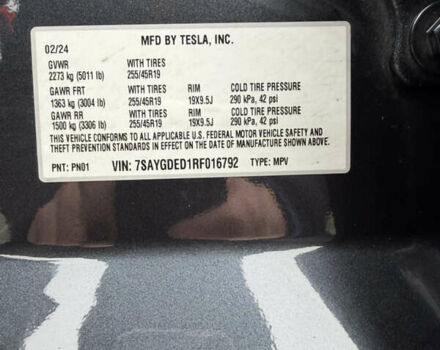 MFD BY TESLA, INC.
02/24
GVWR WITH TIRES
2273 kg (5011 lb) 255/45R19
GAWR FRT WITH TIRES RIM COLD TIRE PRESSURE
1363 kg (3004 lb) 255/45R19 19X9.5J 290 kPa, 42 psi
GAWR RR WITH TIRES RIM COLD TIRE PRESSURE
1500 kg (3306 lb) 255/45R19 19X9.5J 290 kPa, 42 psi
THIS VEHICLE CONFORMS TO ALL APPLICABLE U.S. FEDERAL MOTOR VEHICLE SAFETY AND
THEFT PREVENTION STANDARDS IN EFFECT ON THE DATE OF MANUFACTURE SHOWN ABOVE.
PNT: PN01 VIN: 7SAYGDED1RF016792 TYPE: MPV